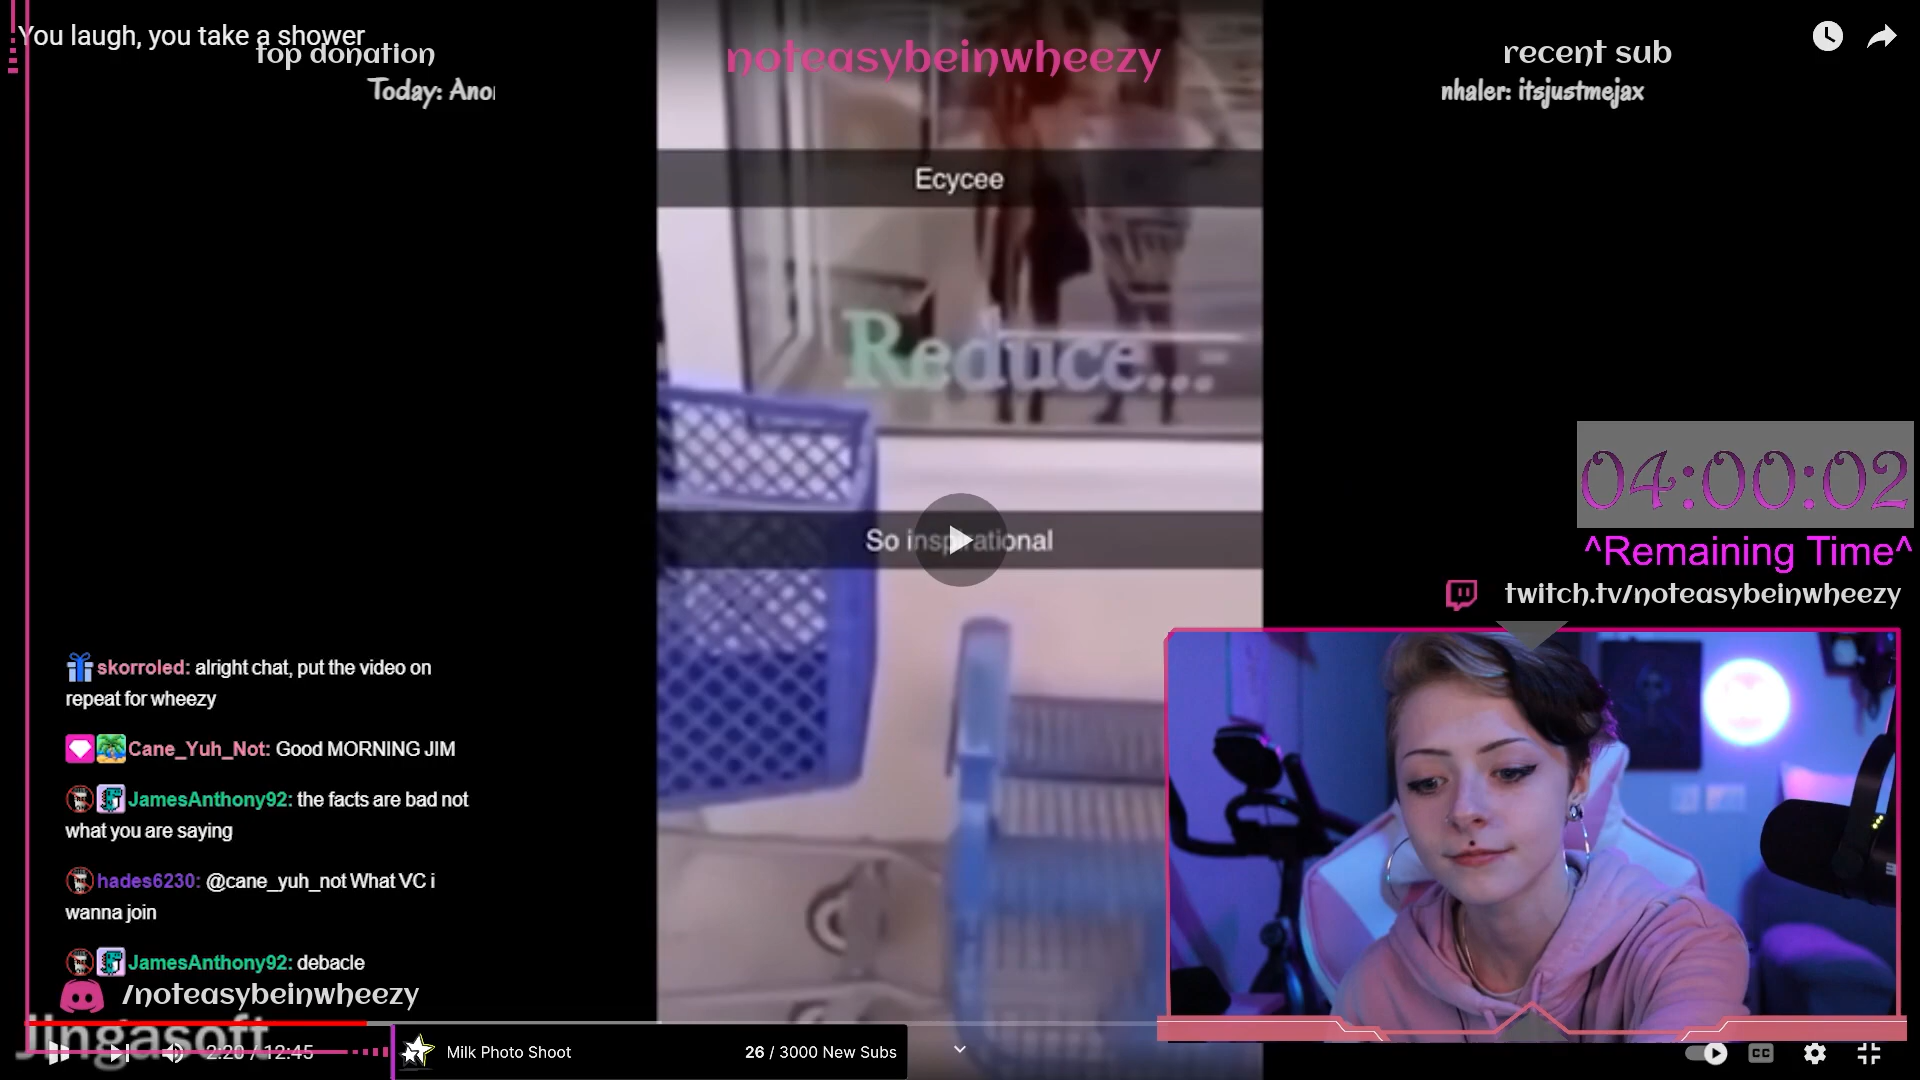 You laugh, you take a shower
top donation
Today: Anon
noteasybeinwheezy
recent sub
nhaler: itsjustmejax
Ecycee
Reduce...
So inspirational
04:00:02
^Remaining Time^
twitch.tv/noteasybeinwheezy
skorroled: alright chat, put the video on
repeat for wheezy
Cane_Yuh_Not: Good MORNING JIM
JamesAnthony92: the facts are bad not
what you are saying
hades6230: @cane_yuh_not What VC i
wanna join
JamesAnthony92: debacle
/noteasybeinwheezy
Jingasoft
2:20 / 12:45
Milk Photo Shoot
26 / 3000 New Subs
CC